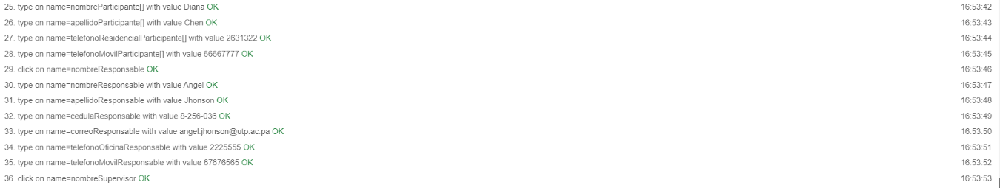 25. type on name=nombreParticipante[] with value Diana OK 16:53:42
26. type on name=apellidoParticipante[] with value Chen OK 16:53:43
27. type on name=telefonoResidencialParticipante[] with value 2631322 OK 16:53:44
28. type on name=telefonoMovilParticipante[] with value 66667777 OK 16:53:45
29. click on name=nombreResponsable OK 16:53:46
30. type on name=nombreResponsable with value Angel OK 16:53:47
31. type on name=apellidoResponsable with value Jhonson OK 16:53:48
32. type on name=cedulaResponsable with value 8-256-036 OK 16:53:49
33. type on name=correoResponsable with value angel.jhonson@utp.ac.pa OK 16:53:50
34. type on name=telefonoOficinaResponsable with value 2225555 OK 16:53:51
35. type on name=telefonoMovilResponsable with value 67676565 OK 16:53:52
36. click on name=nombreSupervisor OK 16:53:53